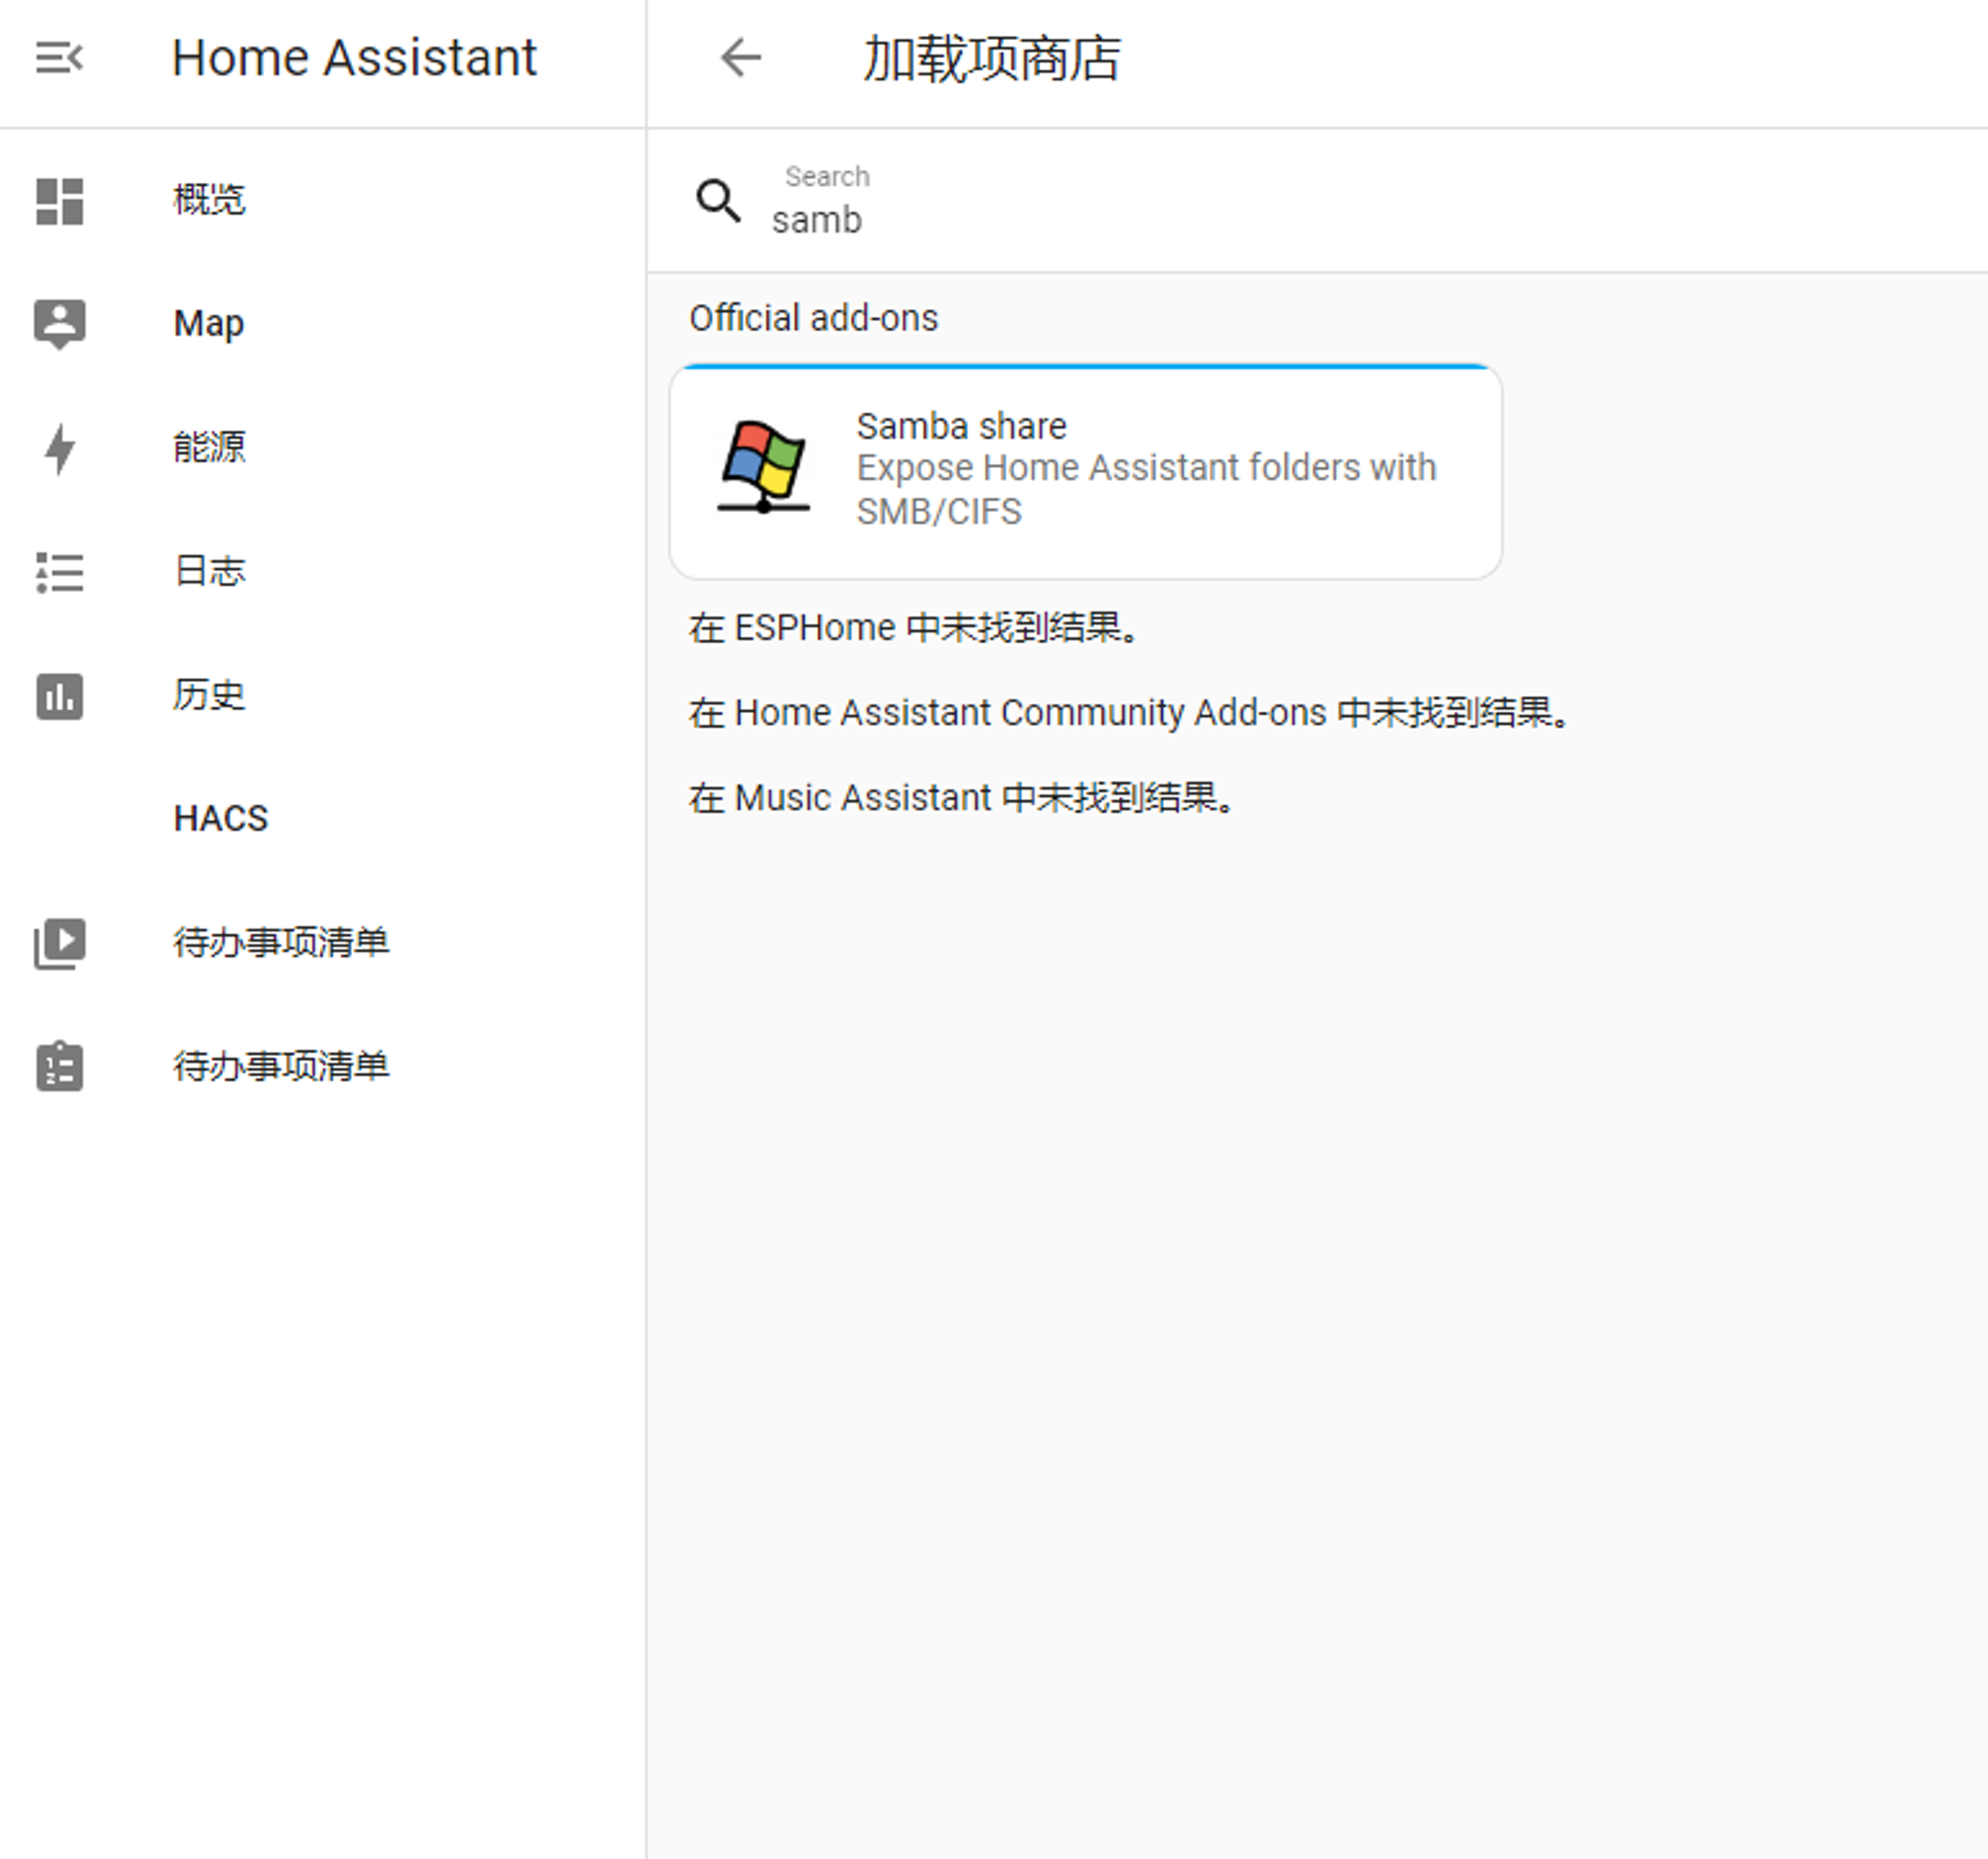 Home Assistant
概览
Map
能源
日志
历史
HACS
待办事项清单
待办事项清单
加载项商店
Search
samb
Official add-ons
Samba share
Expose Home Assistant folders with
SMB/CIFS
在 ESPHome 中未找到结果。
在 Home Assistant Community Add-ons 中未找到结果。
在 Music Assistant 中未找到结果。